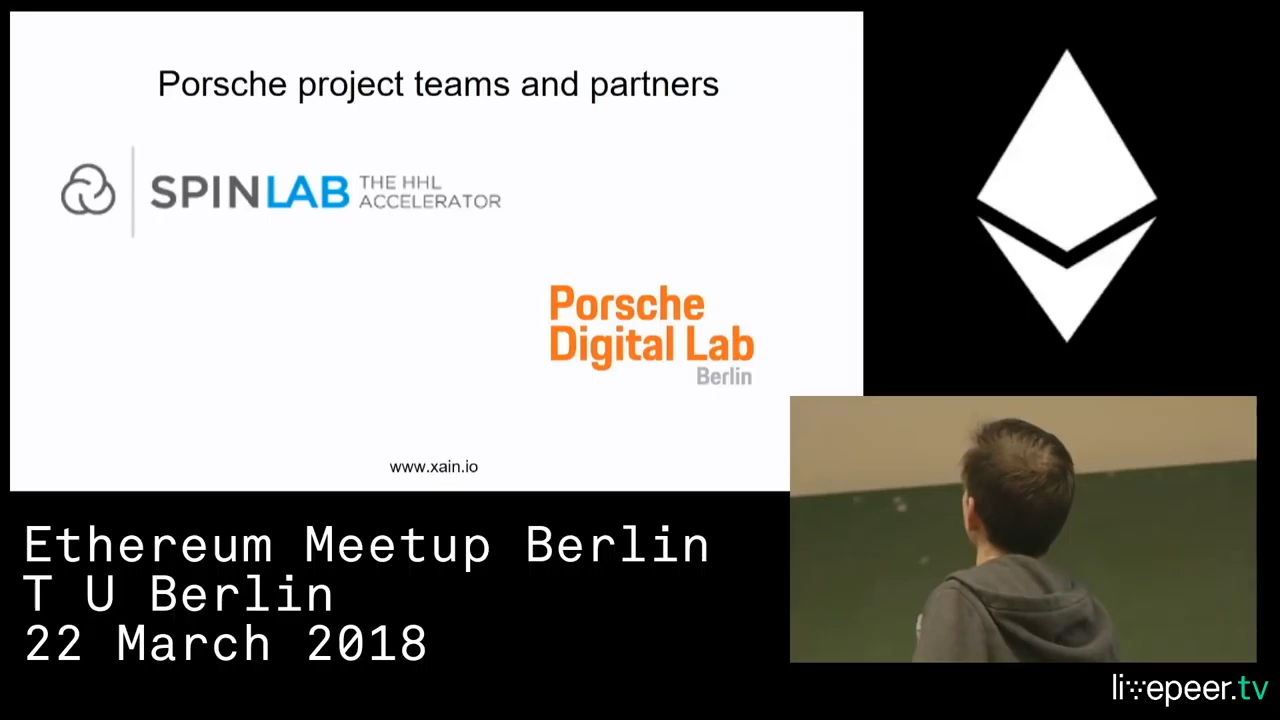 Porsche project teams and partners
SPINLAB THE HHL
ACCELERATOR
Porsche
Digital Lab
Berlin
www.xain.io
Ethereum Meetup Berlin
T U Berlin
22 March 2018
livepeer.tv